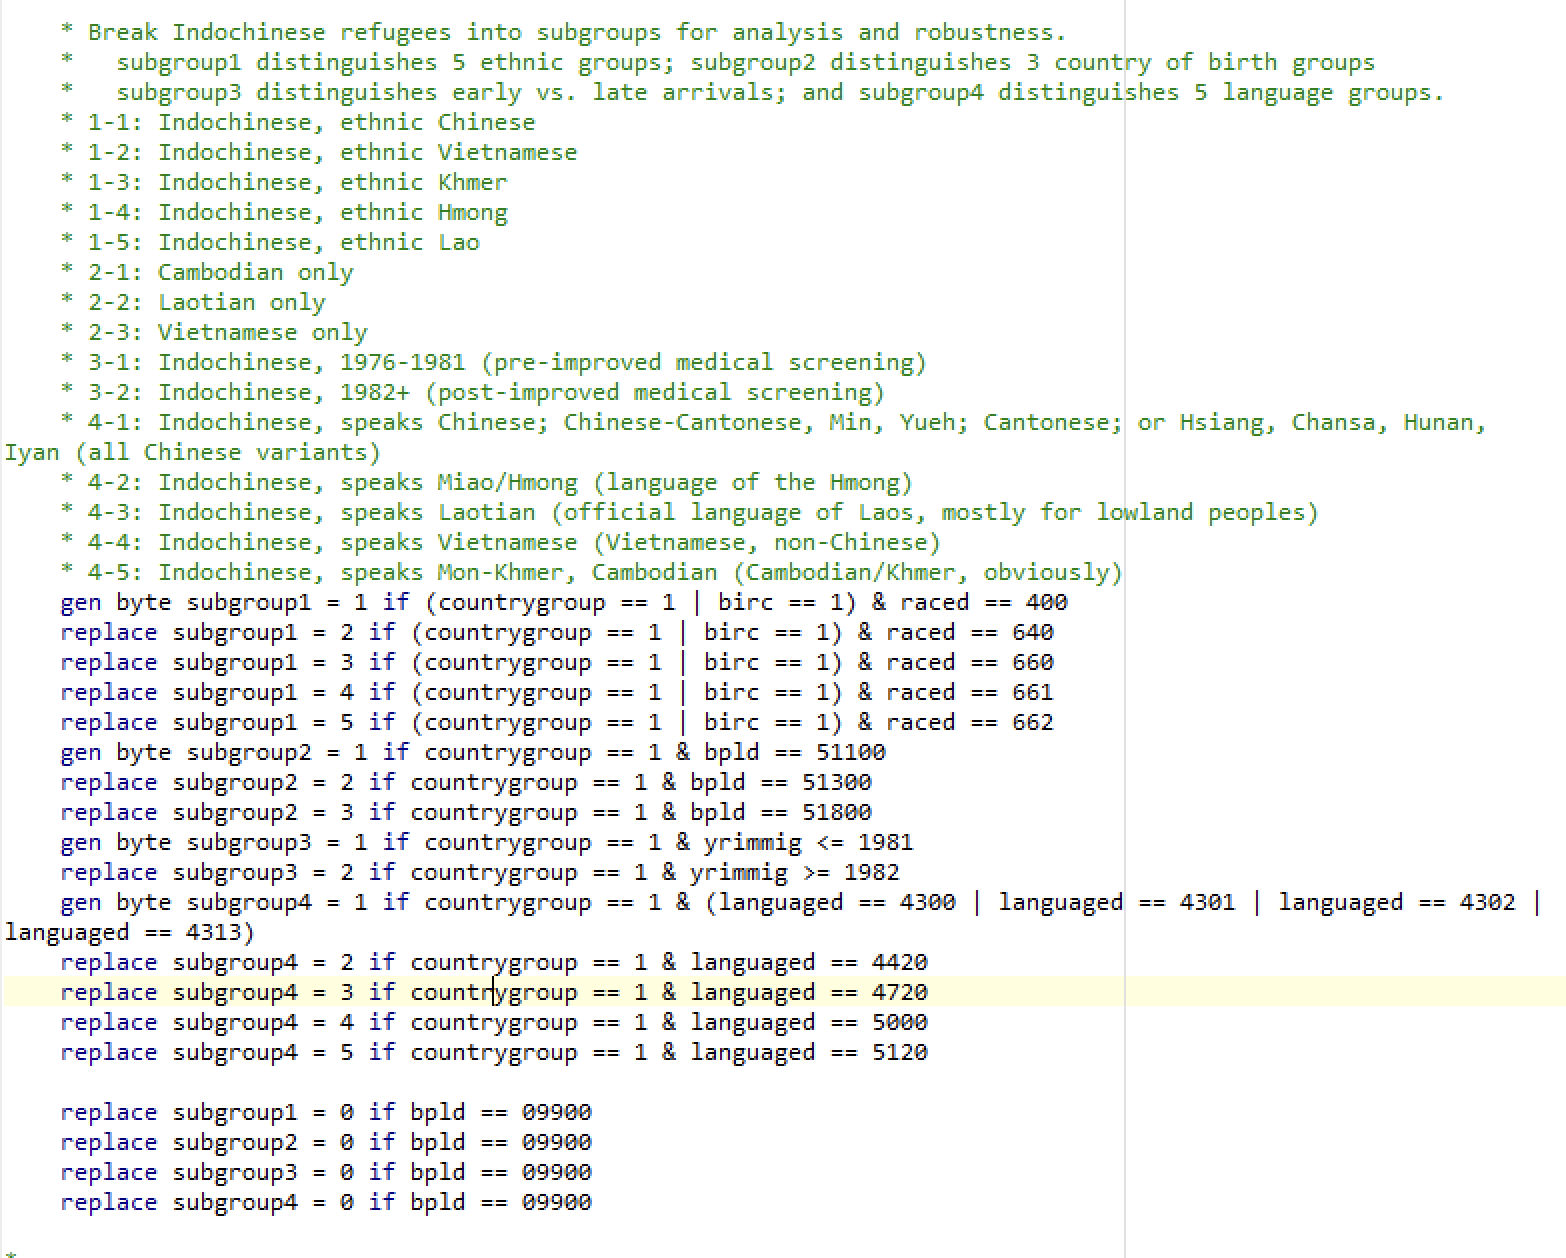 * Break Indochinese refugees into subgroups for analysis and robustness.
*   subgroup1 distinguishes 5 ethnic groups; subgroup2 distinguishes 3 country of birth groups
*   subgroup3 distinguishes early vs. late arrivals; and subgroup4 distinguishes 5 language groups.
* 1-1: Indochinese, ethnic Chinese
* 1-2: Indochinese, ethnic Vietnamese
* 1-3: Indochinese, ethnic Khmer
* 1-4: Indochinese, ethnic Hmong
* 1-5: Indochinese, ethnic Lao
* 2-1: Cambodian only
* 2-2: Laotian only
* 2-3: Vietnamese only
* 3-1: Indochinese, 1976-1981 (pre-improved medical screening)
* 3-2: Indochinese, 1982+ (post-improved medical screening)
* 4-1: Indochinese, speaks Chinese; Chinese-Cantonese, Min, Yueh; Cantonese; or Hsiang, Chansa, Hunan,
Iyan (all Chinese variants)
* 4-2: Indochinese, speaks Miao/Hmong (language of the Hmong)
* 4-3: Indochinese, speaks Laotian (official language of Laos, mostly for lowland peoples)
* 4-4: Indochinese, speaks Vietnamese (Vietnamese, non-Chinese)
* 4-5: Indochinese, speaks Mon-Khmer, Cambodian (Cambodian/Khmer, obviously)
gen byte subgroup1 = 1 if (countrygroup == 1 | birc == 1) & raced == 400
replace subgroup1 = 2 if (countrygroup == 1 | birc == 1) & raced == 640
replace subgroup1 = 3 if (countrygroup == 1 | birc == 1) & raced == 660
replace subgroup1 = 4 if (countrygroup == 1 | birc == 1) & raced == 661
replace subgroup1 = 5 if (countrygroup == 1 | birc == 1) & raced == 662
gen byte subgroup2 = 1 if countrygroup == 1 & bpld == 51100
replace subgroup2 = 2 if countrygroup == 1 & bpld == 51300
replace subgroup2 = 3 if countrygroup == 1 & bpld == 51800
gen byte subgroup3 = 1 if countrygroup == 1 & yrimmig <= 1981
replace subgroup3 = 2 if countrygroup == 1 & yrimmig >= 1982
gen byte subgroup4 = 1 if countrygroup == 1 & (languaged == 4300 | languaged == 4301 | languaged == 4302 |
languaged == 4313)
replace subgroup4 = 2 if countrygroup == 1 & languaged == 4420
replace subgroup4 = 3 if countrygroup == 1 & languaged == 4720
replace subgroup4 = 4 if countrygroup == 1 & languaged == 5000
replace subgroup4 = 5 if countrygroup == 1 & languaged == 5120
replace subgroup1 = 0 if bpld == 09900
replace subgroup2 = 0 if bpld == 09900
replace subgroup3 = 0 if bpld == 09900
replace subgroup4 = 0 if bpld == 09900
*